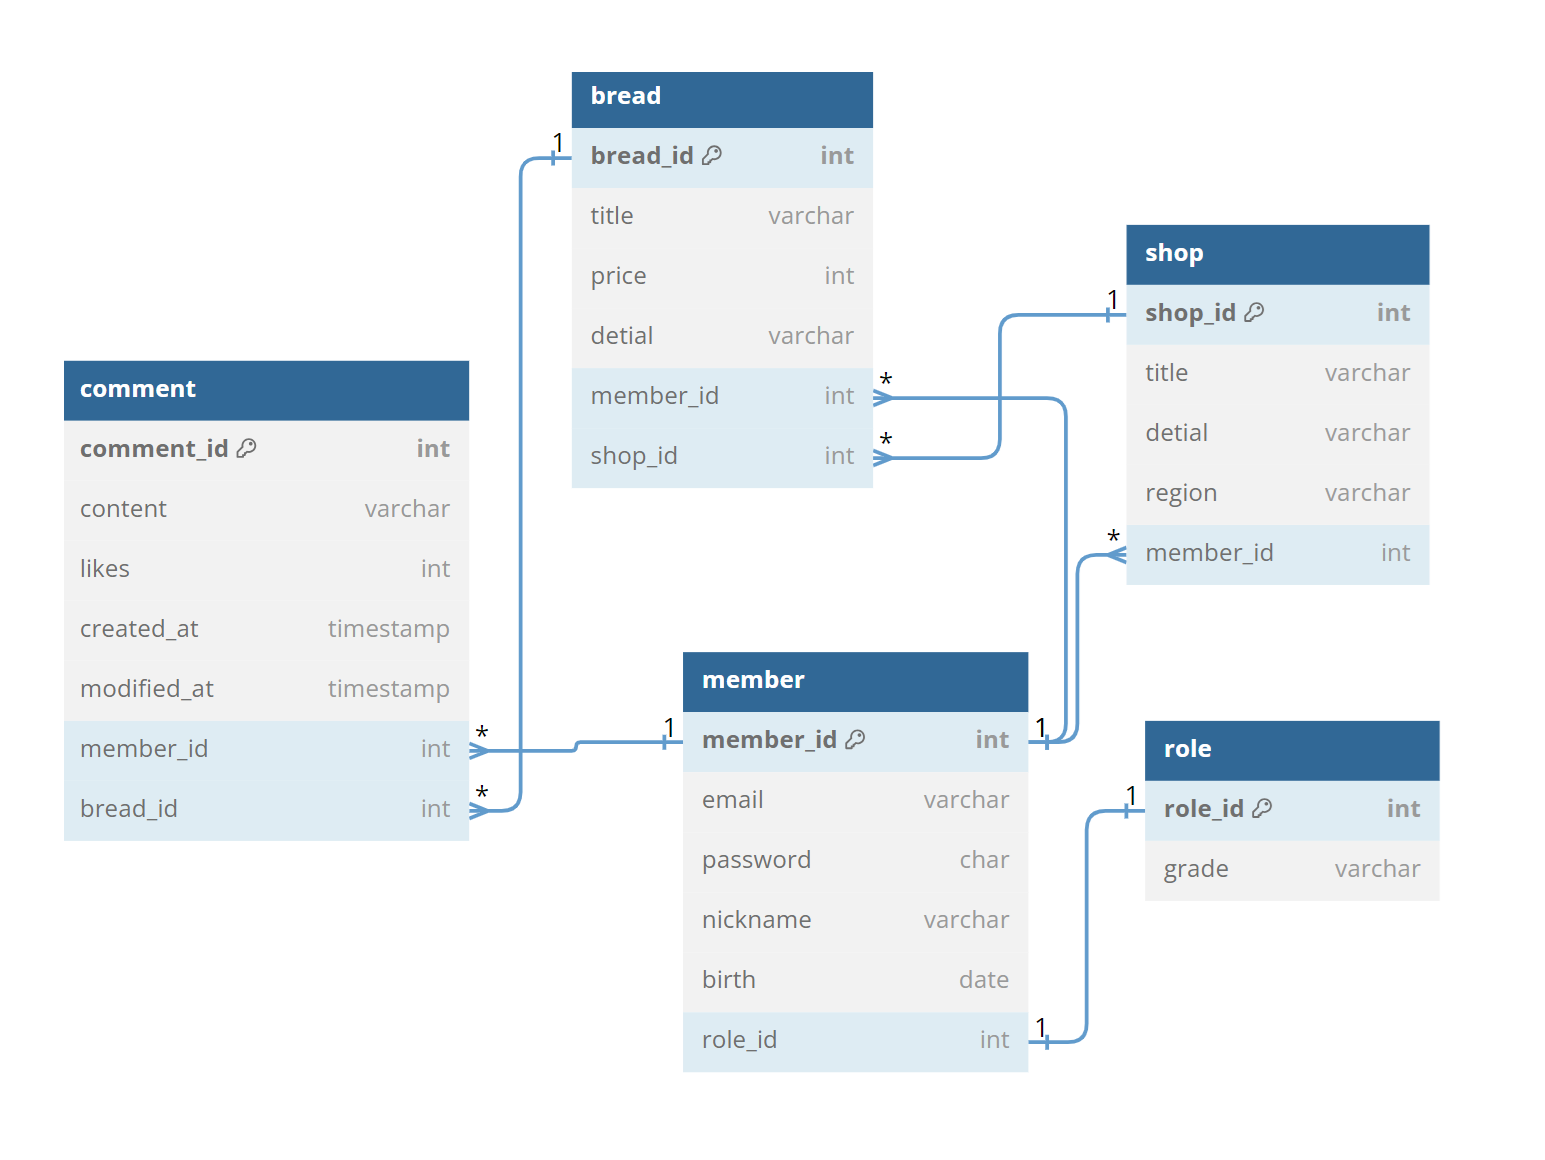 bread
1
bread_id int
title varchar
price int
detial varchar
member_id int
*
shop_id int
*
shop
1
shop_id int
title varchar
detial varchar
region varchar
*
member_id int
comment
comment_id int
content varchar
likes int
created_at timestamp
modified_at timestamp
member_id int
*
bread_id int
*
member
1
member_id int
1
email varchar
password char
nickname varchar
birth date
role_id int
1
role
1
role_id int
grade varchar